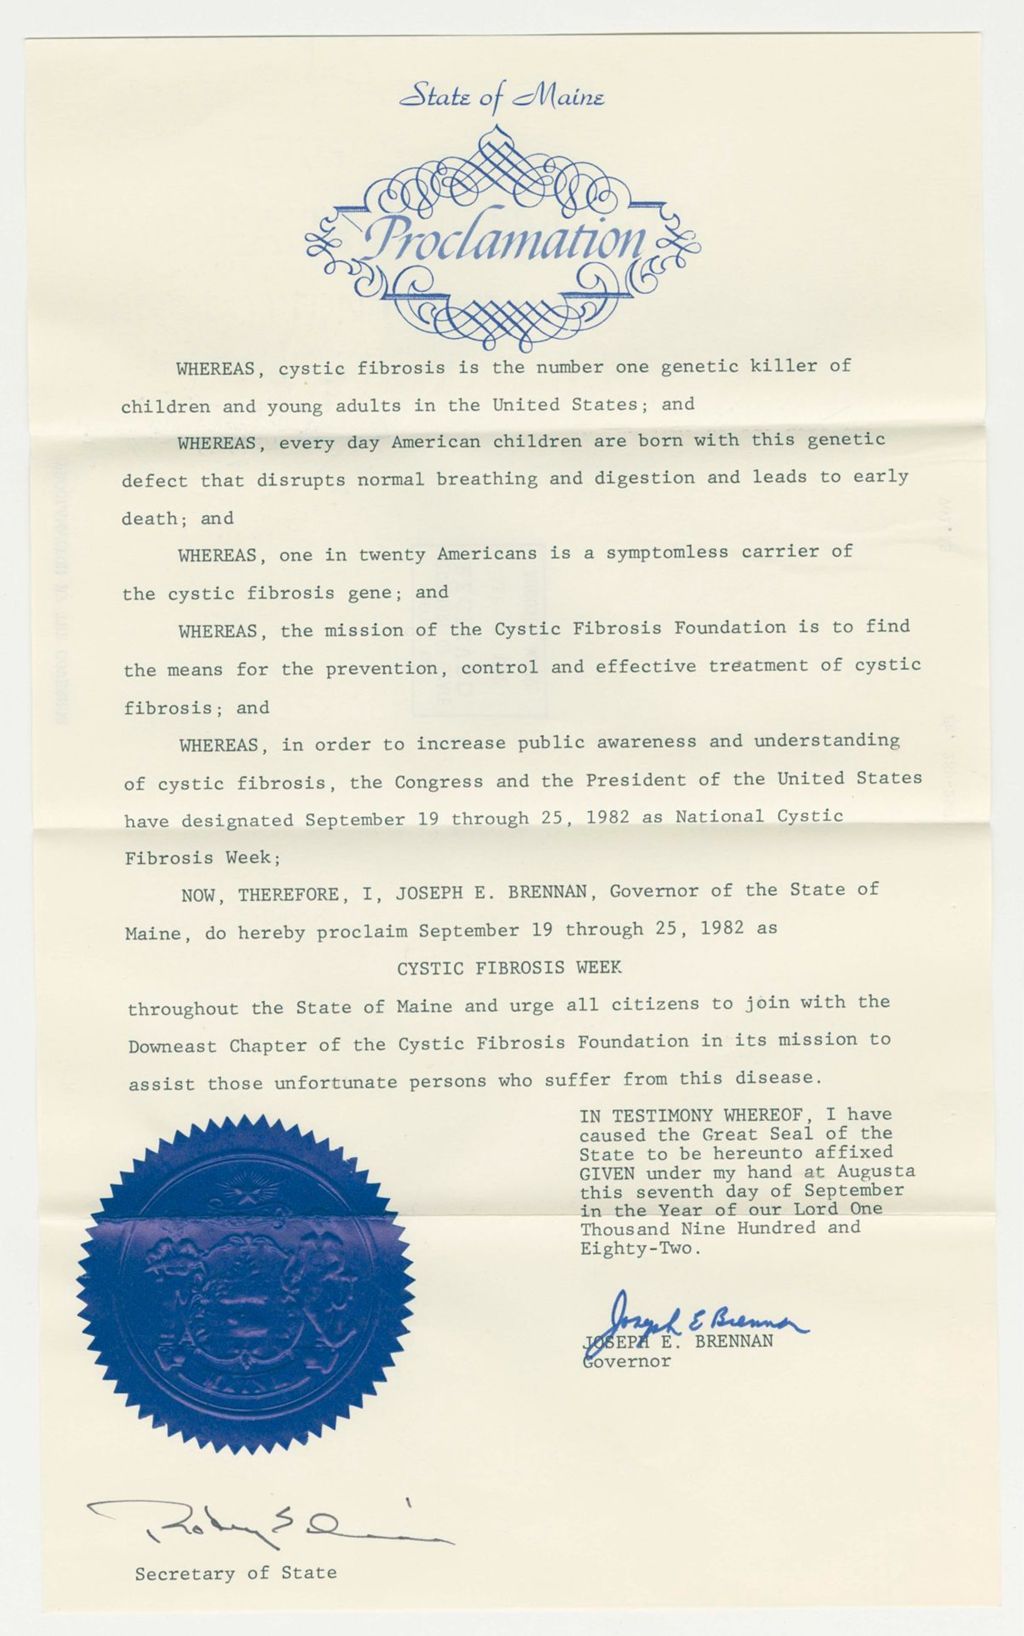 State of Maine
Proclamation
WHEREAS, cystic fibrosis is the number one genetic killer of
children and young adults in the United States; and
WHEREAS, every day American children are born with this genetic
defect that disrupts normal breathing and digestion and leads to early
death; and
WHEREAS, one in twenty Americans is a symptomless carrier of
the cystic fibrosis gene; and
WHEREAS, the mission of the Cystic Fibrosis Foundation is to find
the means for the prevention, control and effective treatment of cystic
fibrosis; and
WHEREAS, in order to increase public awareness and understanding
of cystic fibrosis, the Congress and the President of the United States
have designated September 19 through 25, 1982 as National Cystic
Fibrosis Week;
NOW, THEREFORE, I, JOSEPH E. BRENNAN, Governor of the State of
Maine, do hereby proclaim September 19 through 25, 1982 as
CYSTIC FIBROSIS WEEK
throughout the State of Maine and urge all citizens to join with the
Downeast Chapter of the Cystic Fibrosis Foundation in its mission to
assist those unfortunate persons who suffer from this disease.
IN TESTIMONY WHEREOF, I have
caused the Great Seal of the
State to be hereunto affixed
GIVEN under my hand at Augusta
this seventh day of September
in the Year of our Lord One
Thousand Nine Hundred and
Eighty-Two.
Joseph E Brennan
JOSEPH E. BRENNAN
Governor
MAINE
Secretary of State